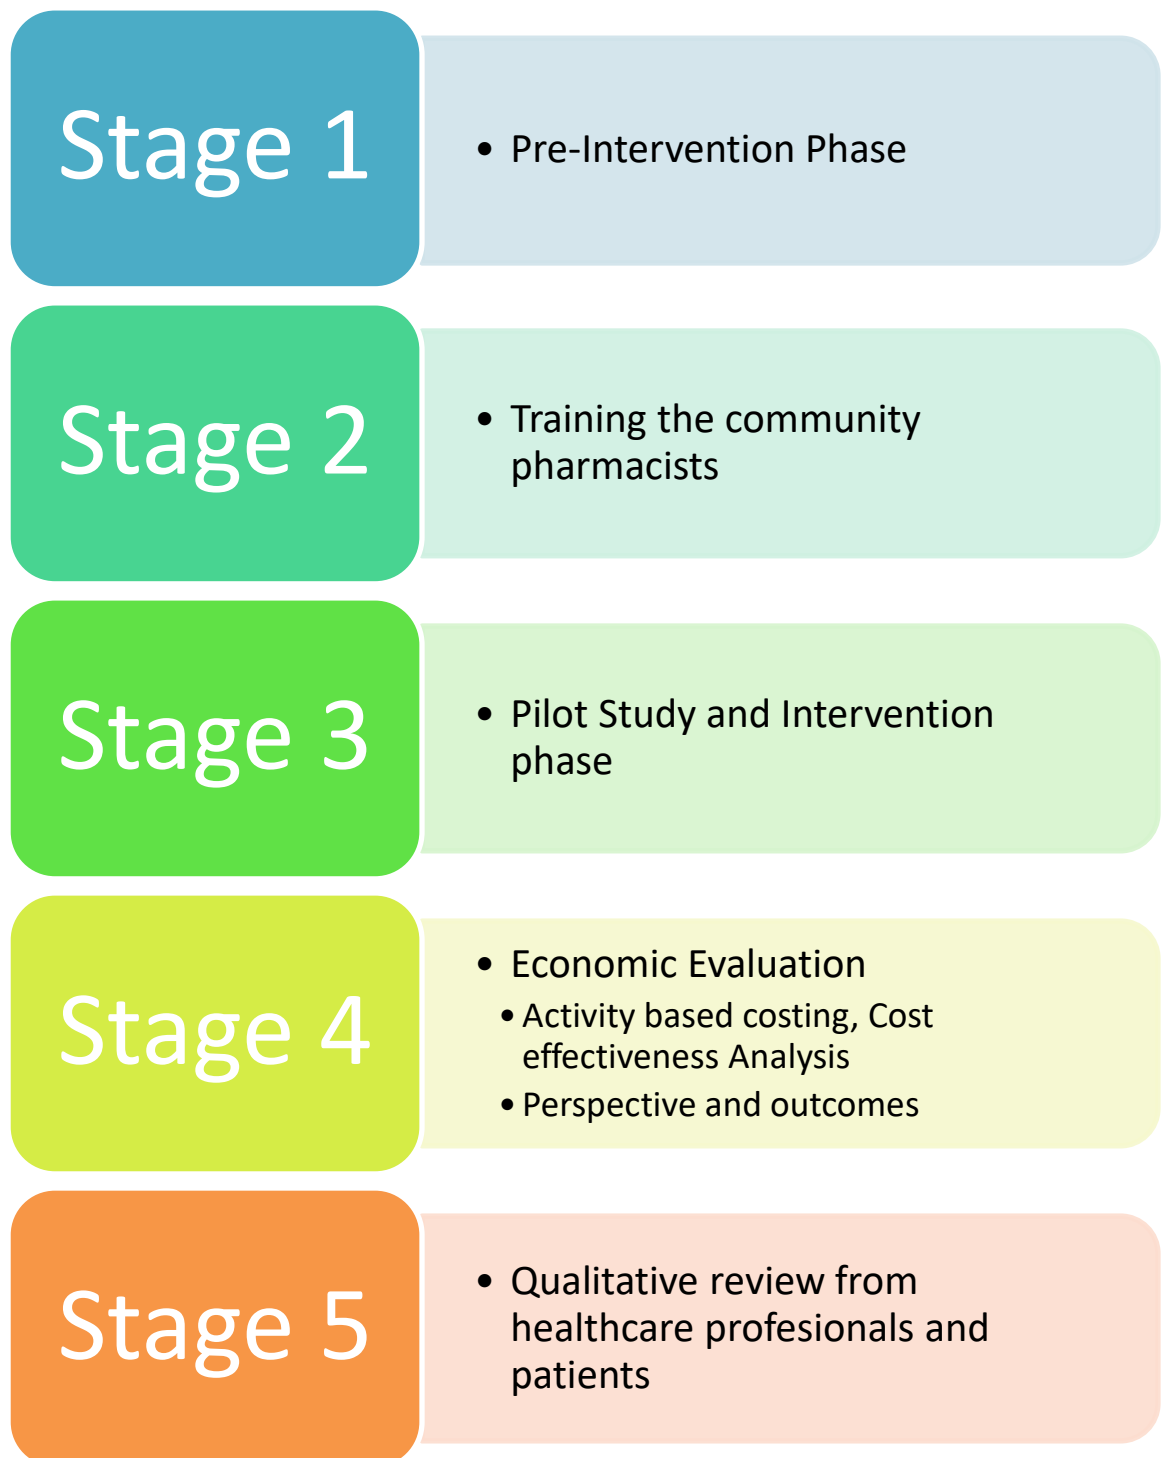 Stage 1
• Pre-Intervention Phase
Stage 2
• Training the community
pharmacists
Stage 3
• Pilot Study and Intervention
phase
Stage 4
• Economic Evaluation
• Activity based costing, Cost
effectiveness Analysis
• Perspective and outcomes
Stage 5
• Qualitative review from
healthcare profesionals and
patients